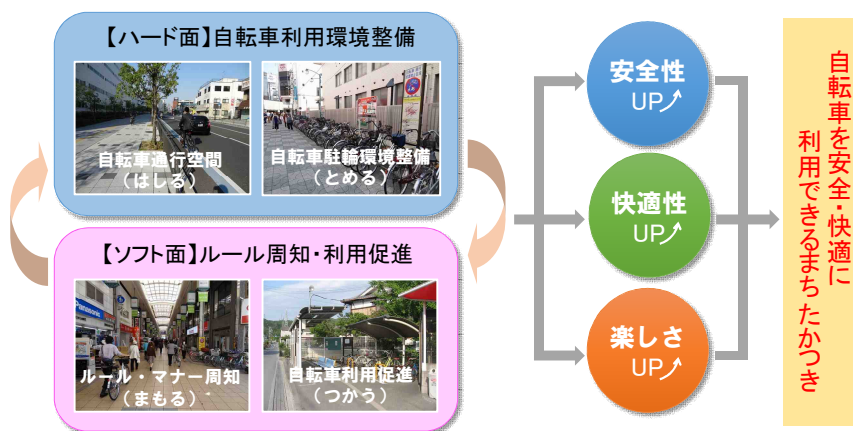 【ハード面】自転車利用環境整備
自転車通行空間
(はしる)
自転車駐輪環境整備
(とめる)
【ソフト面】ルール周知・利用促進
Panasonic
ルール・マナー周知
(まもる)
自転車利用促進
(つかう)
安全性
UP
快適性
UP
楽しさ
UP
自転車を安全・快適に
利用できるまち たかつき